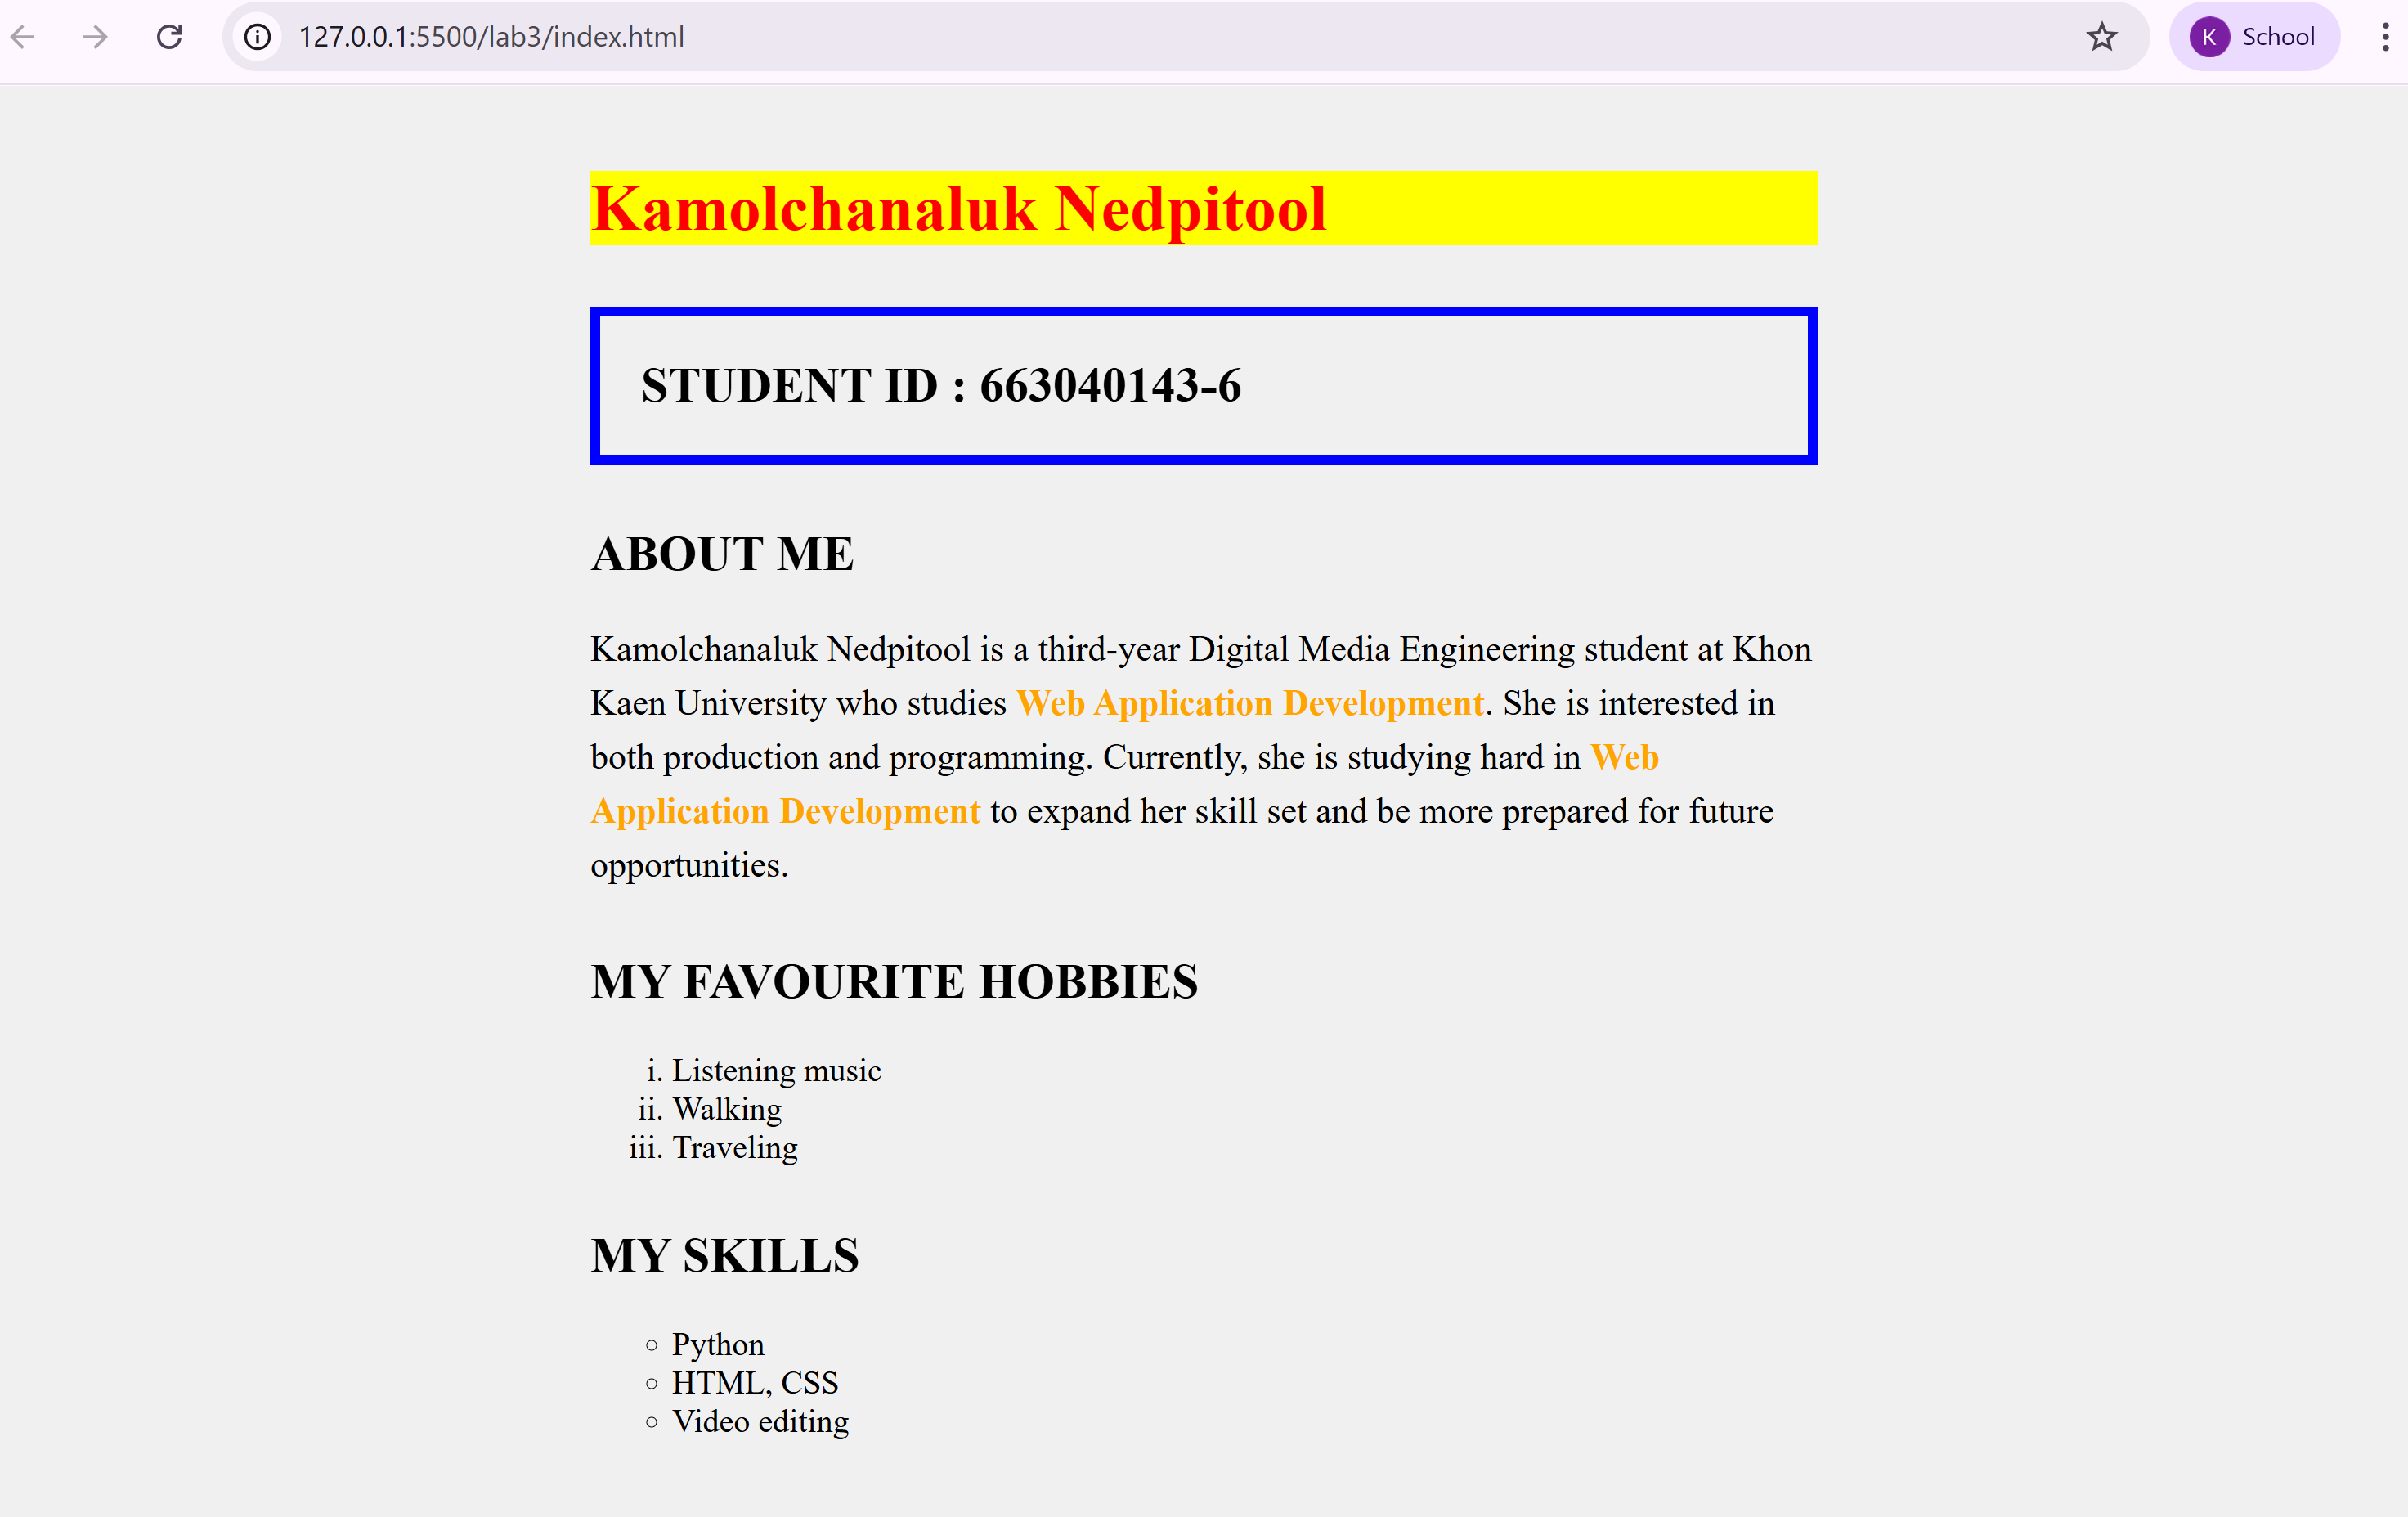 127.0.0.1:5500/lab3/index.html
K School
Kamolchanaluk Nedpitool
STUDENT ID : 663040143-6
ABOUT ME
Kamolchanaluk Nedpitool is a third-year Digital Media Engineering student at Khon
Kaen University who studies Web Application Development. She is interested in
both production and programming. Currently, she is studying hard in Web
Application Development to expand her skill set and be more prepared for future
opportunities.
MY FAVOURITE HOBBIES
i. Listening music
ii. Walking
iii. Traveling
MY SKILLS
Python
HTML, CSS
Video editing